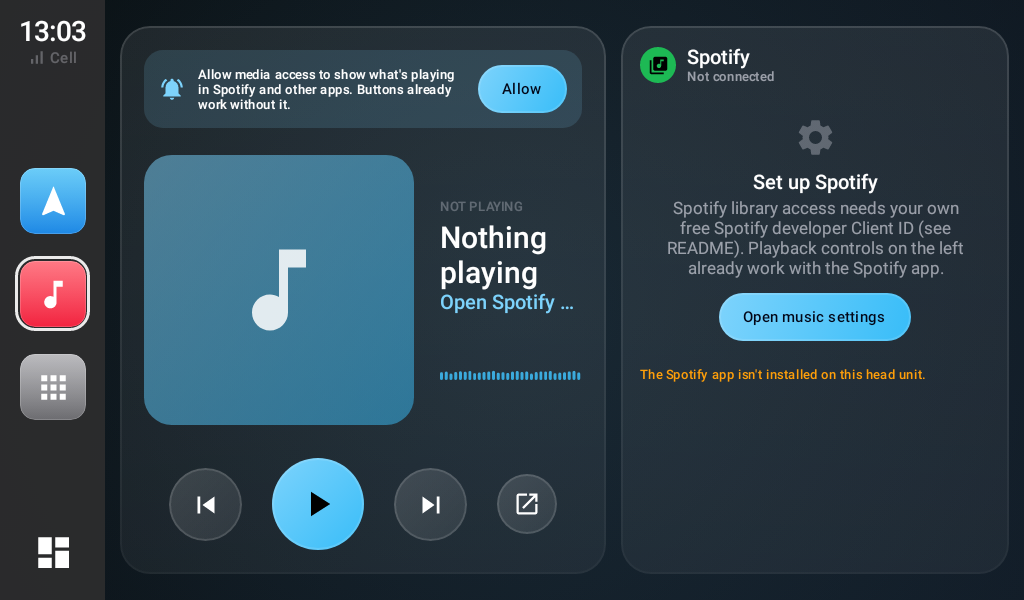 13:03
Cell
Allow media access to show what's playing
in Spotify and other apps. Buttons already
work without it.
Allow
NOT PLAYING
Nothing
playing
Open Spotify ...
Spotify
Not connected
Set up Spotify
Spotify library access needs your own
free Spotify developer Client ID (see
README). Playback controls on the left
already work with the Spotify app.
Open music settings
The Spotify app isn't installed on this head unit.